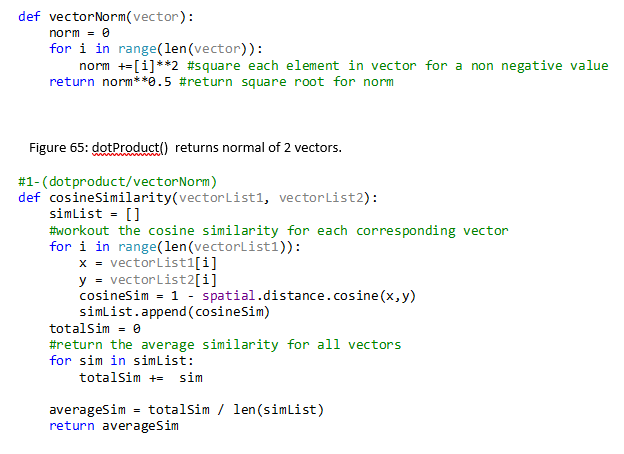 def vectorNorm(vector):
    norm = 0
    for i in range(len(vector)):
        norm +=[i]**2 #square each element in vector for a non negative value
    return norm**0.5 #return square root for norm
Figure 65: dotProduct() returns normal of 2 vectors.
#1-(dotproduct/vectorNorm)
def cosineSimilarity(vectorList1, vectorList2):
    simList = []
    #workout the cosine similarity for each corresponding vector
    for i in range(len(vectorList1)):
        x = vectorList1[i]
        y = vectorList2[i]
        cosineSim = 1 - spatial.distance.cosine(x,y)
        simList.append(cosineSim)
    totalSim = 0
    #return the average similarity for all vectors
    for sim in simList:
        totalSim +=  sim
    averageSim = totalSim / len(simList)
    return averageSim